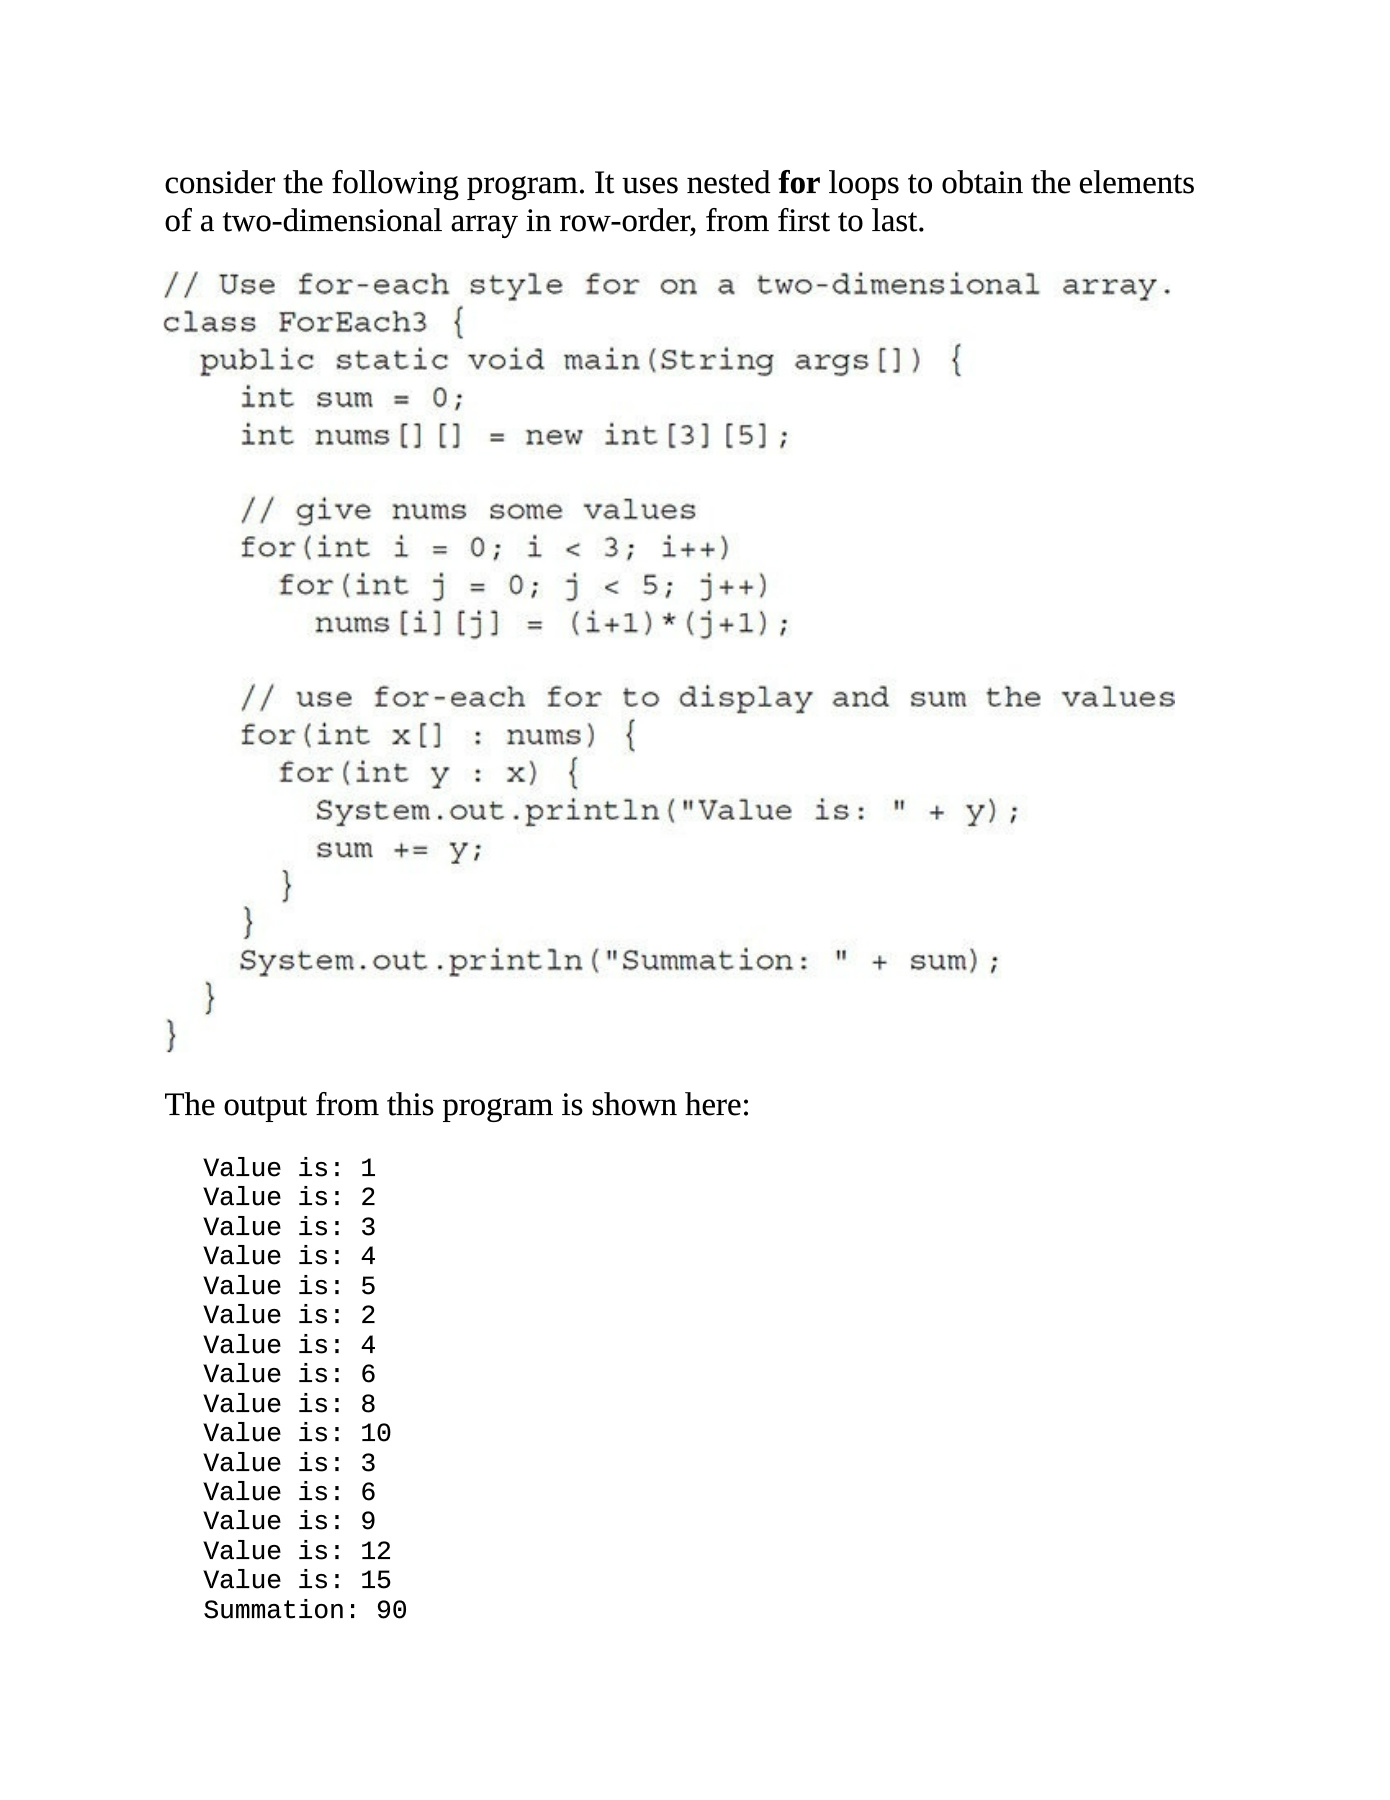 consider the following program. It uses nested for loops to obtain the elements
of a two-dimensional array in row-order, from first to last.
// Use for-each style for on a two-dimensional array.
class ForEach3 {
  public static void main(String args[]) {
    int sum = 0;
    int nums[][] = new int[3][5];

    // give nums some values
    for(int i = 0; i < 3; i++)
      for(int j = 0; j < 5; j++)
        nums[i][j] = (i+1)*(j+1);

    // use for-each for to display and sum the values
    for(int x[] : nums) {
      for(int y : x) {
        System.out.println("Value is: " + y);
        sum += y;
      }
    }
    System.out.println("Summation: " + sum);
  }
}
The output from this program is shown here:
Value is: 1
Value is: 2
Value is: 3
Value is: 4
Value is: 5
Value is: 2
Value is: 4
Value is: 6
Value is: 8
Value is: 10
Value is: 3
Value is: 6
Value is: 9
Value is: 12
Value is: 15
Summation: 90